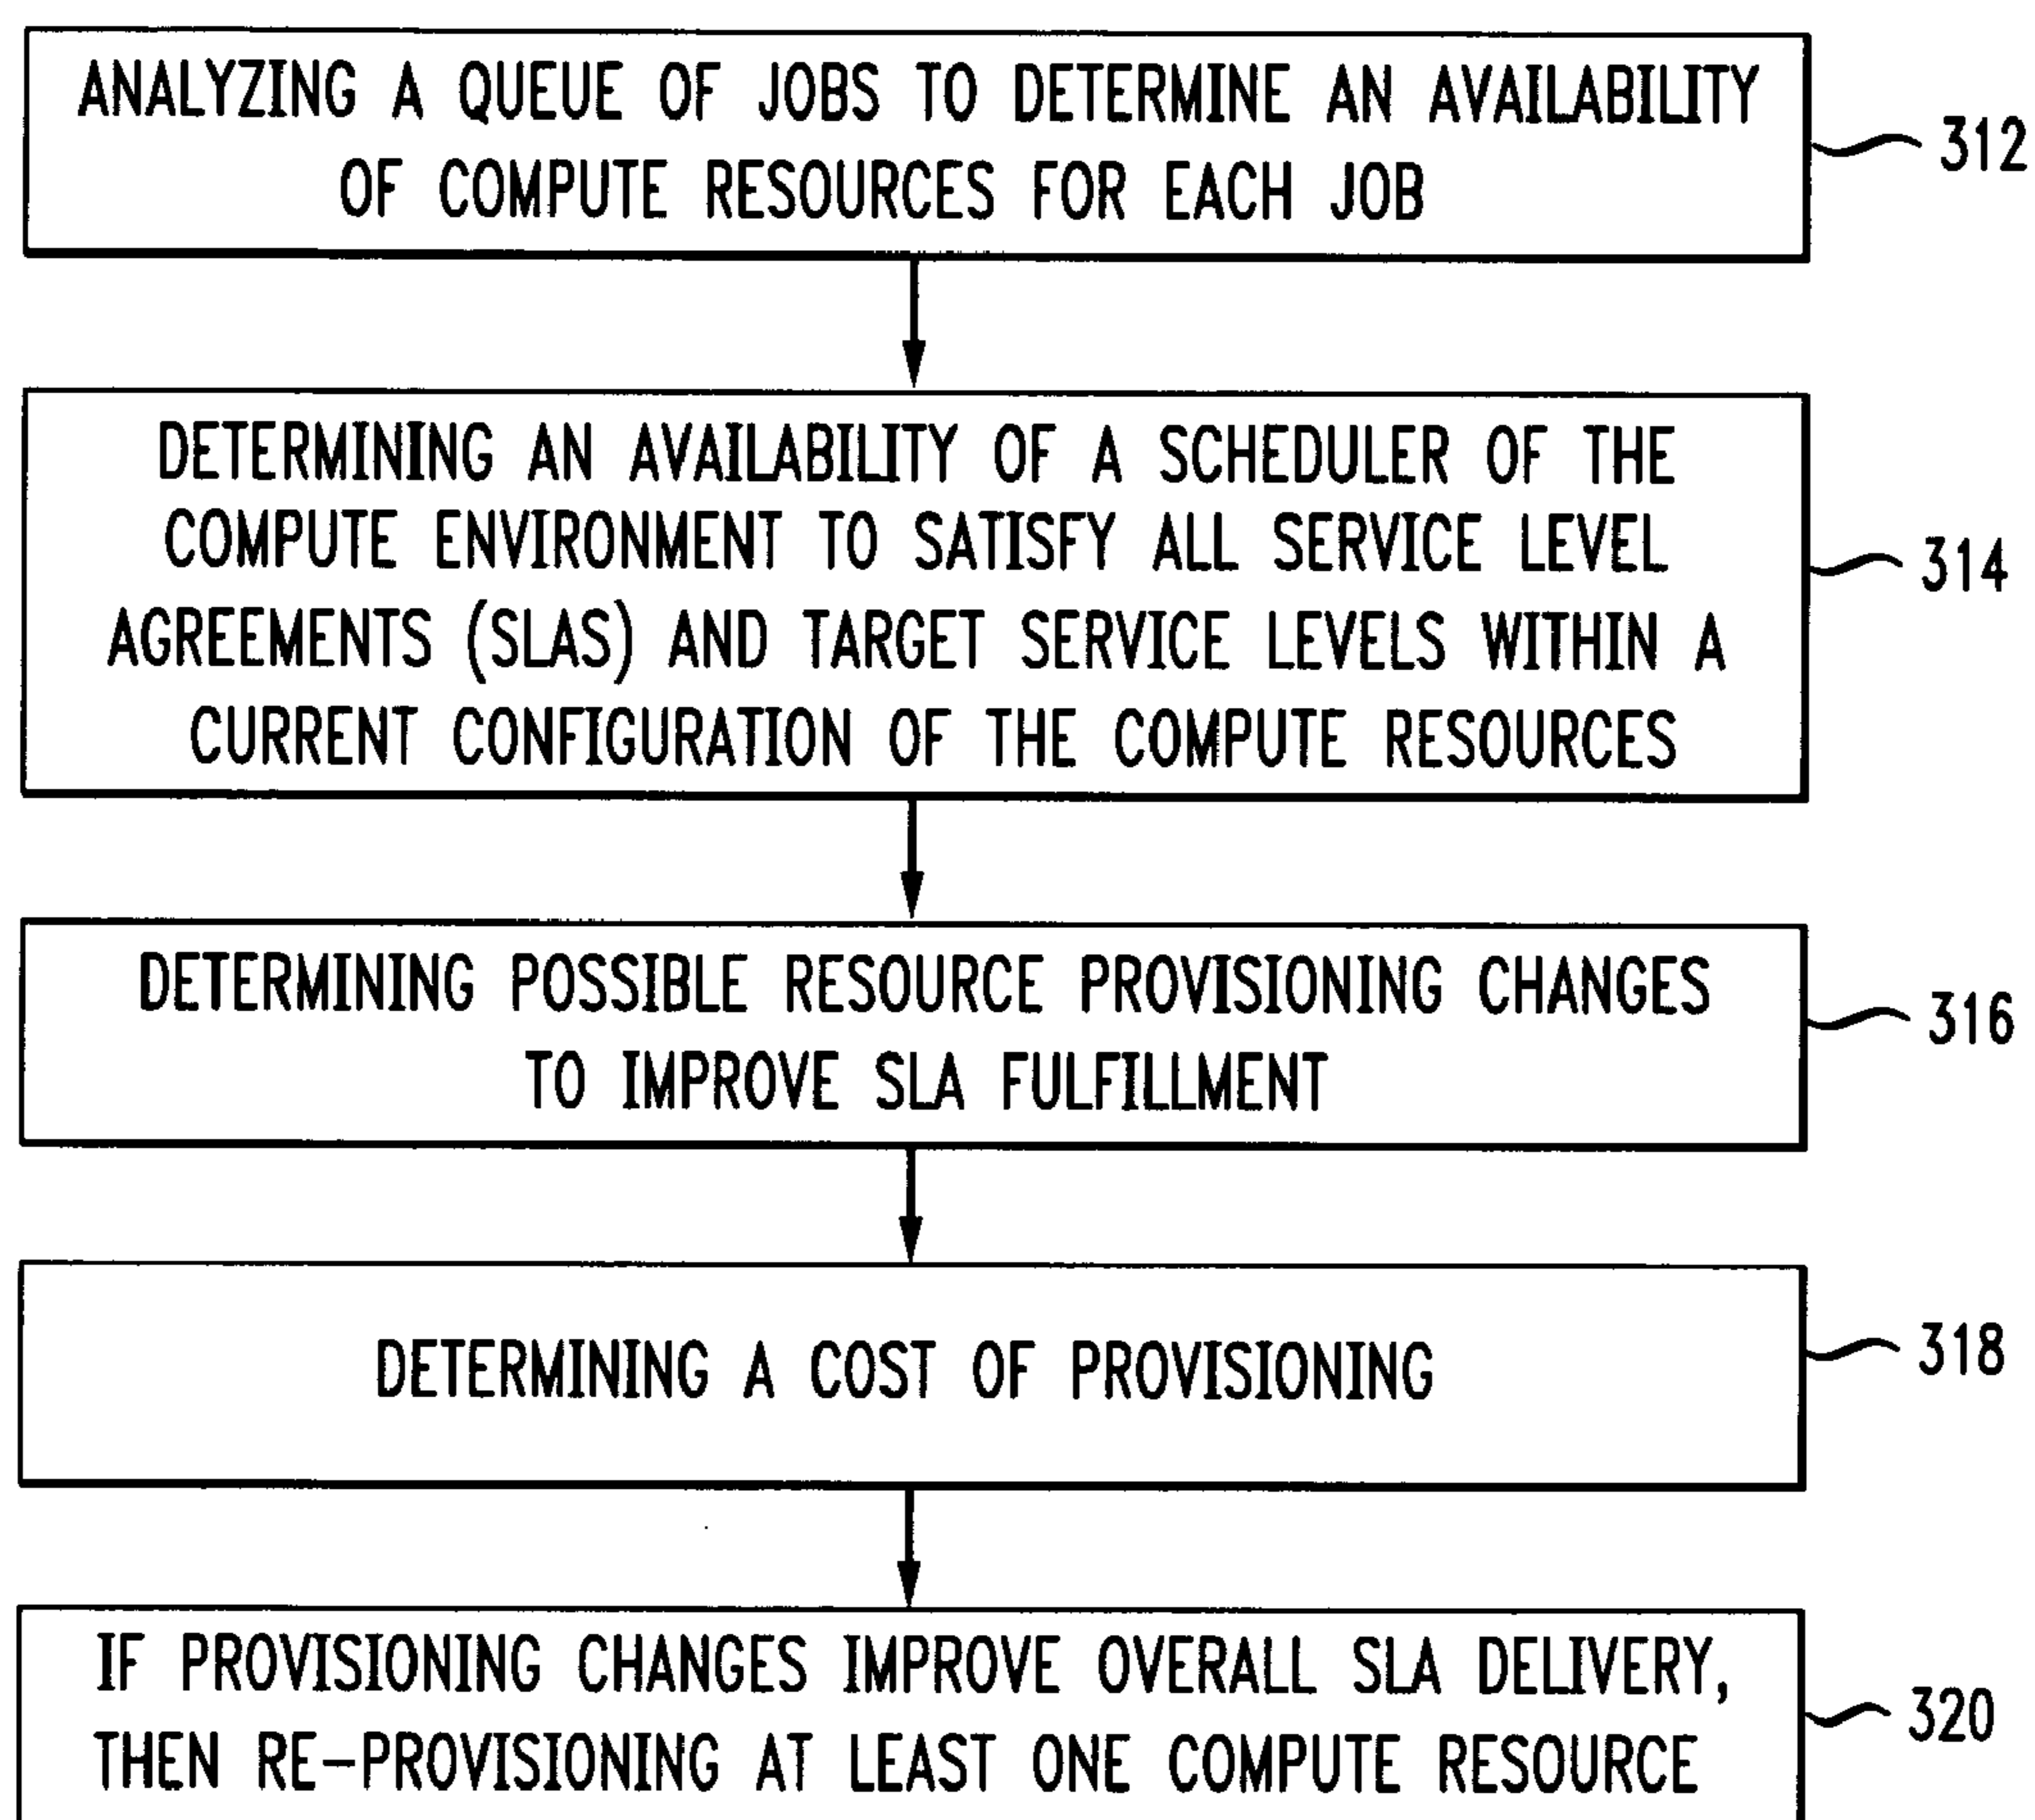 ANALYZING A QUEUE OF JOBS TO DETERMINE AN AVAILABILITY
OF COMPUTE RESOURCES FOR EACH JOB
312
DETERMINING AN AVAILABILITY OF A SCHEDULER OF THE
COMPUTE ENVIRONMENT TO SATISFY ALL SERVICE LEVEL
AGREEMENTS (SLAS) AND TARGET SERVICE LEVELS WITHIN A
CURRENT CONFIGURATION OF THE COMPUTE RESOURCES
314
DETERMINING POSSIBLE RESOURCE PROVISIONING CHANGES
TO IMPROVE SLA FULFILLMENT
316
DETERMINING A COST OF PROVISIONING
318
IF PROVISIONING CHANGES IMPROVE OVERALL SLA DELIVERY,
THEN RE-PROVISIONING AT LEAST ONE COMPUTE RESOURCE
320